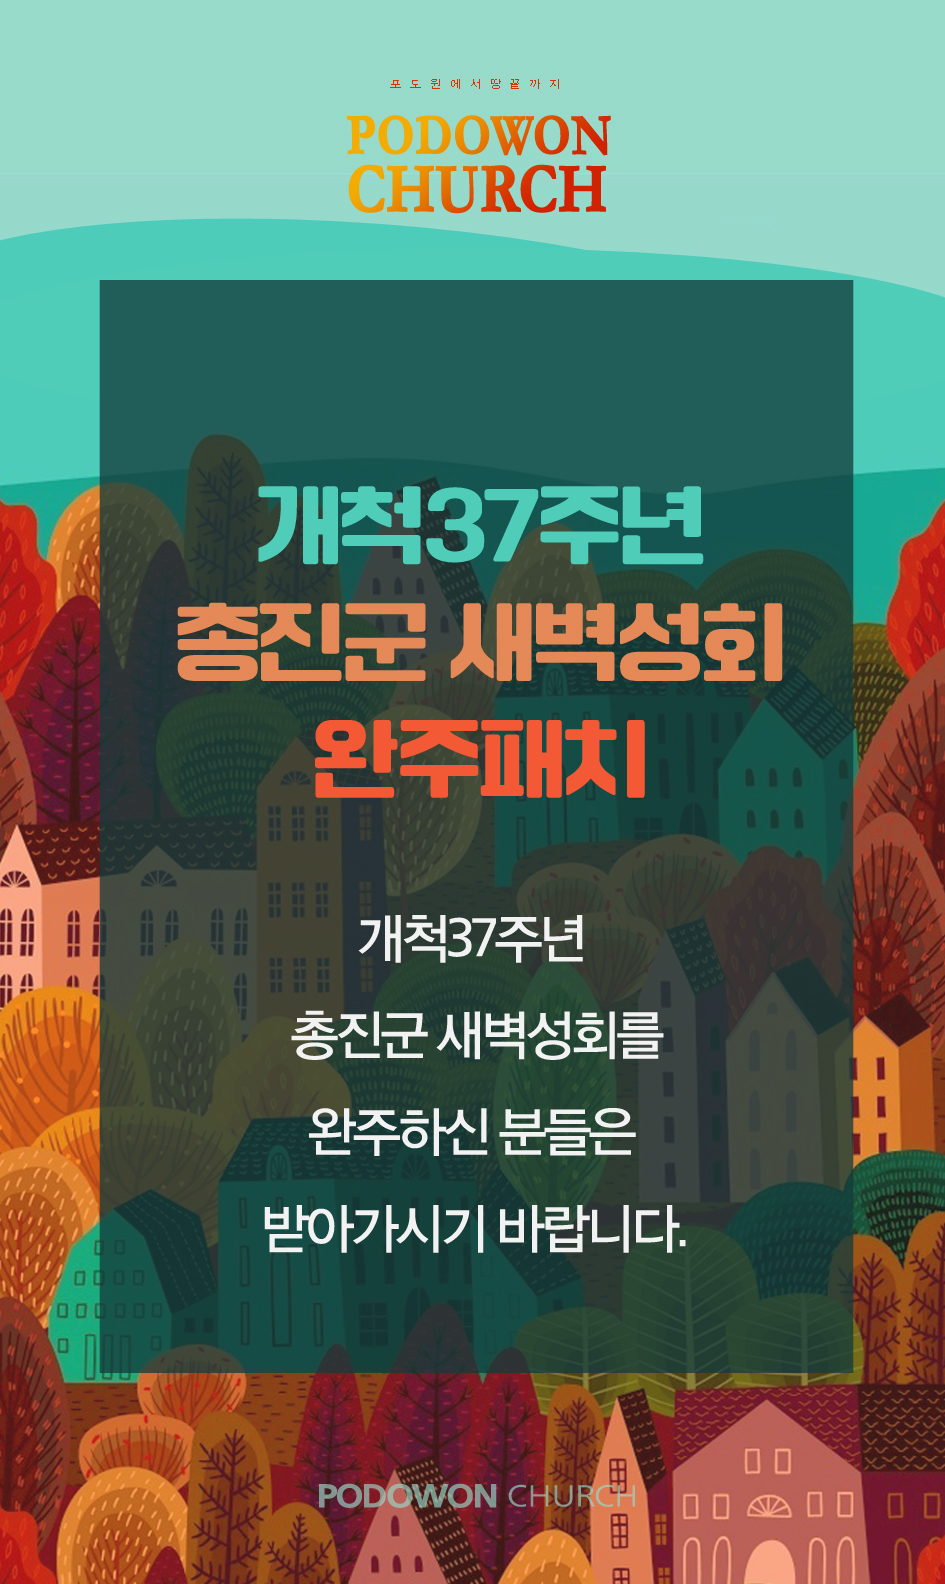 포도원에서땅끝까지
PODOWON
CHURCH
개척37주년
총진군 새벽성회
완주패치
개척37주년
총진군 새벽성회를
완주하신 분들은
받아가시기 바랍니다.
PODOWON CHURCH